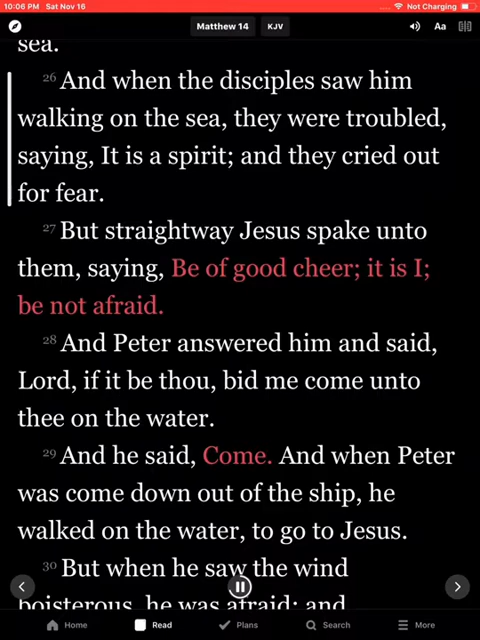 10:06 PM Sat Nov 16
Not Charging
Matthew 14 KJV AA
sea.
26 And when the disciples saw him
walking on the sea, they were troubled,
saying, It is a spirit; and they cried out
for fear.
27 But straightway Jesus spake unto
them, saying, Be of good cheer; it is I;
be not afraid.
28 And Peter answered him and said,
Lord, if it be thou, bid me come unto
thee on the water.
29 And he said, Come. And when Peter
was come down out of the ship, he
walked on the water, to go to Jesus.
30 But when he saw the wind
boisterous, he was afraid; and
Home Read Plans Search More